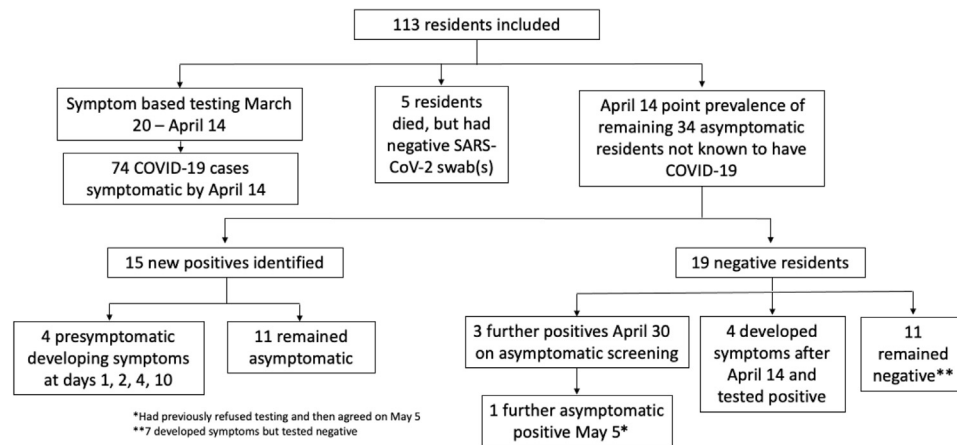 113 residents included
Symptom based testing March
20 – April 14
5 residents
died, but had
negative SARS-
CoV-2 swab(s)
April 14 point prevalence of
remaining 34 asymptomatic
residents not known to have
COVID-19
74 COVID-19 cases
symptomatic by April 14
15 new positives identified
19 negative residents
4 presymptomatic
developing symptoms
at days 1, 2, 4, 10
11 remained
asymptomatic
3 further positives April 30
on asymptomatic screening
4 developed
symptoms after
April 14 and
tested positive
11
remained
negative**
1 further asymptomatic
positive May 5*
*Had previously refused testing and then agreed on May 5
**7 developed symptoms but tested negative